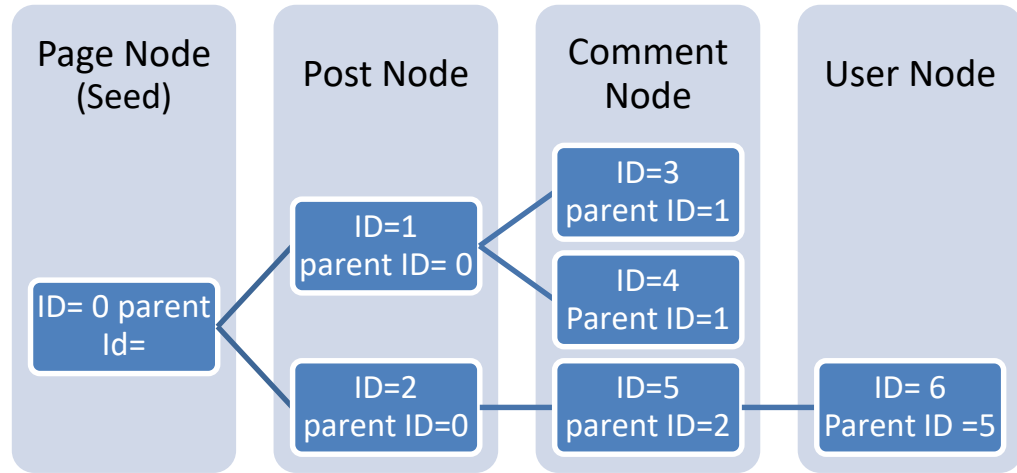 Page Node
(Seed)
Post Node
Comment
Node
User Node
ID= 0 parent
Id=
ID=1
parent ID= 0
ID=2
parent ID=0
ID=3
parent ID=1
ID=4
Parent ID=1
ID=5
parent ID=2
ID= 6
Parent ID =5